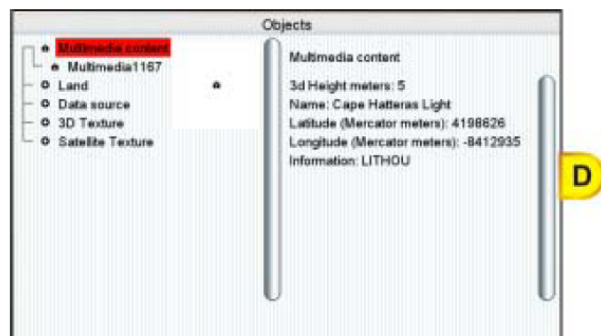 Objects
Multimedia content
Multimedia1167
Land
Data source
3D Texture
Satellite Texture
Multimedia content
3d Height meters: 5
Name: Cape Hatteras Light
Latitude (Mercator meters): 4198626
Longitude (Mercator meters): -8412935
Information: LITHOU
D